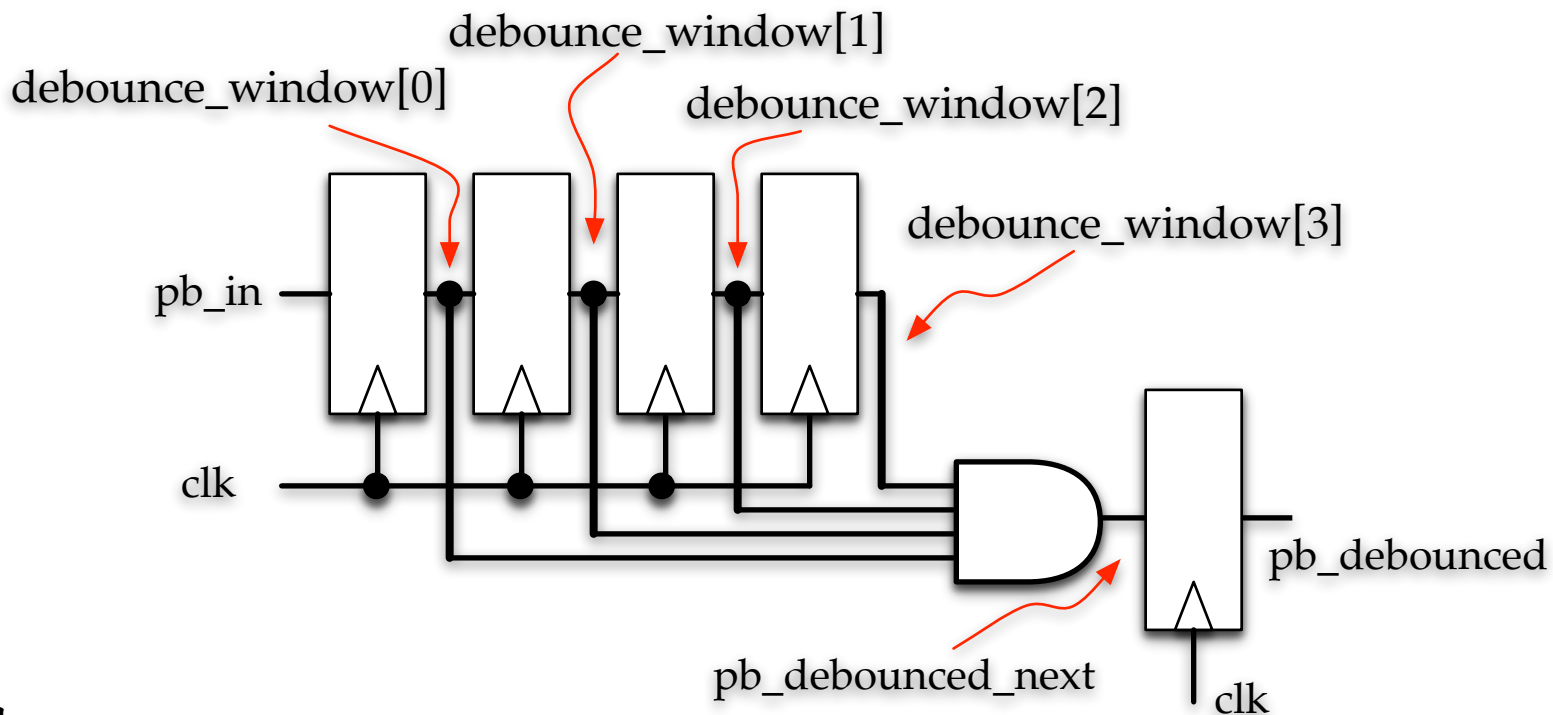 debounce_window[1]
debounce_window[0]
debounce_window[2]
debounce_window[3]
pb_in
clk
pb_debounced
pb_debounced_next
clk